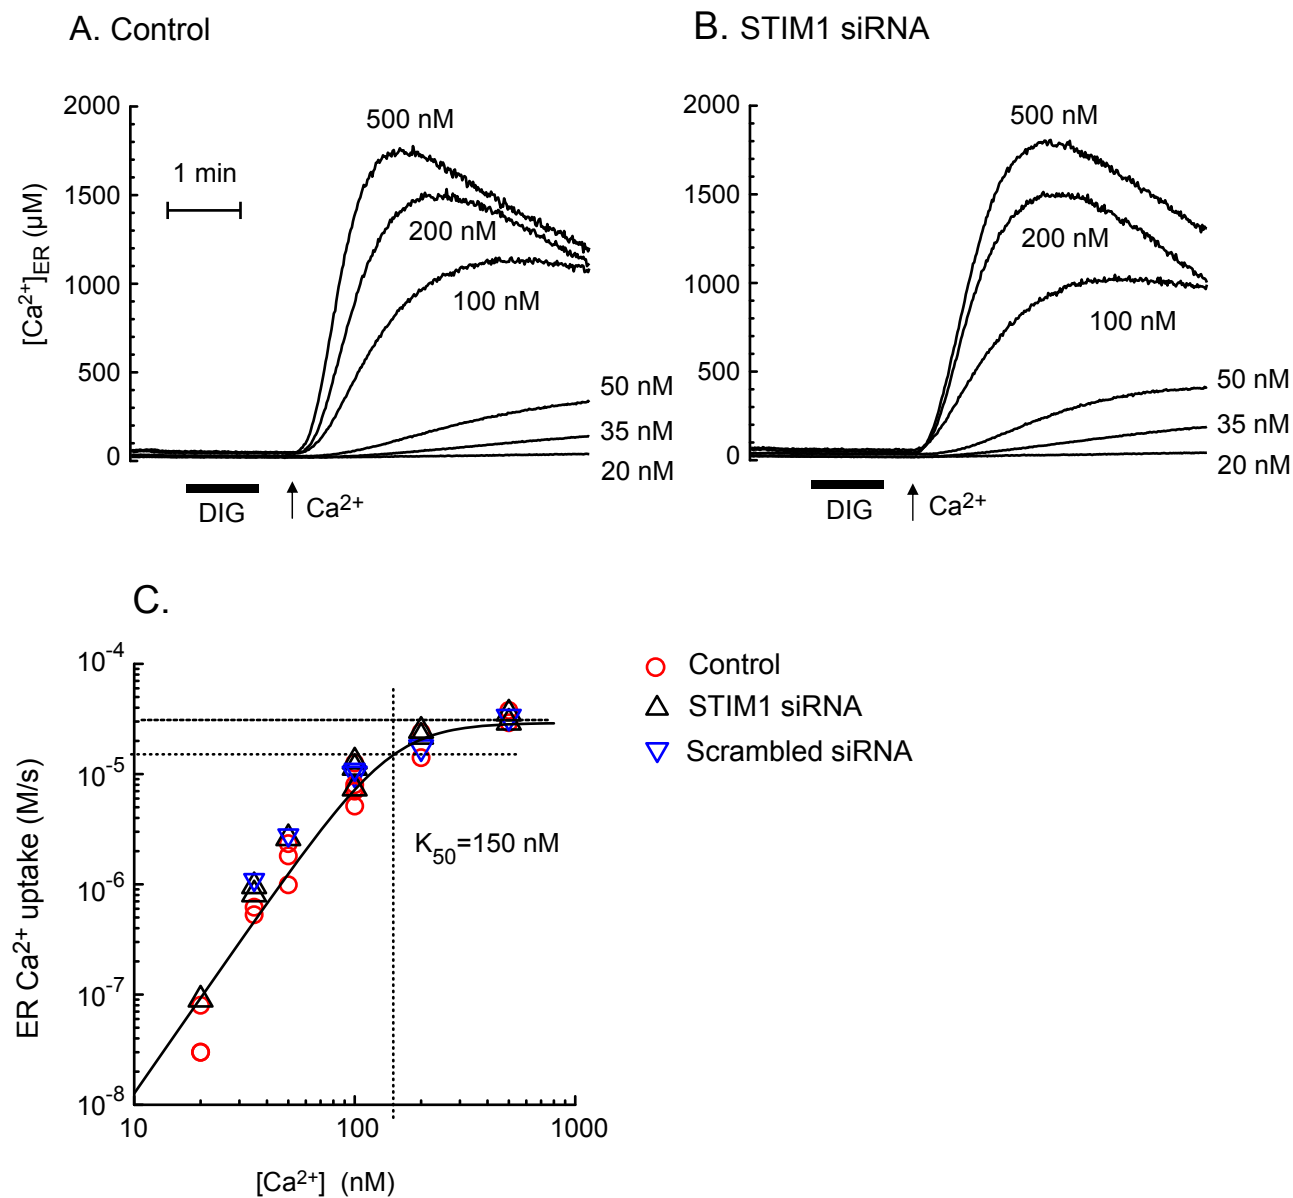 A. Control
B. STIM1 siRNA
[Ca²⁺]ER (µM)
2000
1500
1000
500
0
1 min
500 nM
200 nM
100 nM
50 nM
35 nM
20 nM
DIG
Ca²⁺
2000
1500
1000
500
0
500 nM
200 nM
100 nM
50 nM
35 nM
20 nM
DIG
Ca²⁺
C.
ER Ca²⁺ uptake (M/s)
10⁻⁴
10⁻⁵
10⁻⁶
10⁻⁷
10⁻⁸
K₅₀=150 nM
10
100
1000
[Ca²⁺] (nM)
Control
STIM1 siRNA
Scrambled siRNA